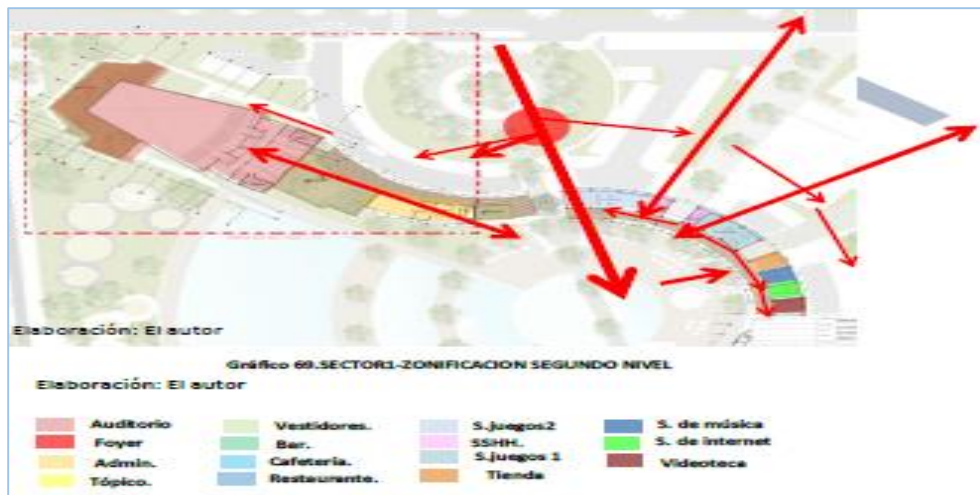 Elaboración: El autor
Gráfico 69.SECTOR1-ZONIFICACION SEGUNDO NIVEL
Elaboración: El autor
Auditorio
Foyer
Admin.
Tópico.
Vestidores.
Bar.
Cafetería.
Restaurante.
S.juegos2
SSHH.
S.juegos 1
Tienda
S. de música
S. de internet
Videoteca